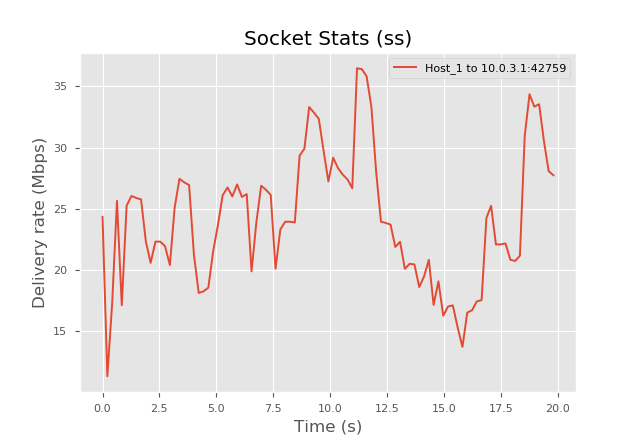 Socket Stats (ss)
Host_1 to 10.0.3.1:42759
Delivery rate (Mbps)
35
30
25
20
15
0.0 2.5 5.0 7.5 10.0 12.5 15.0 17.5 20.0
Time (s)